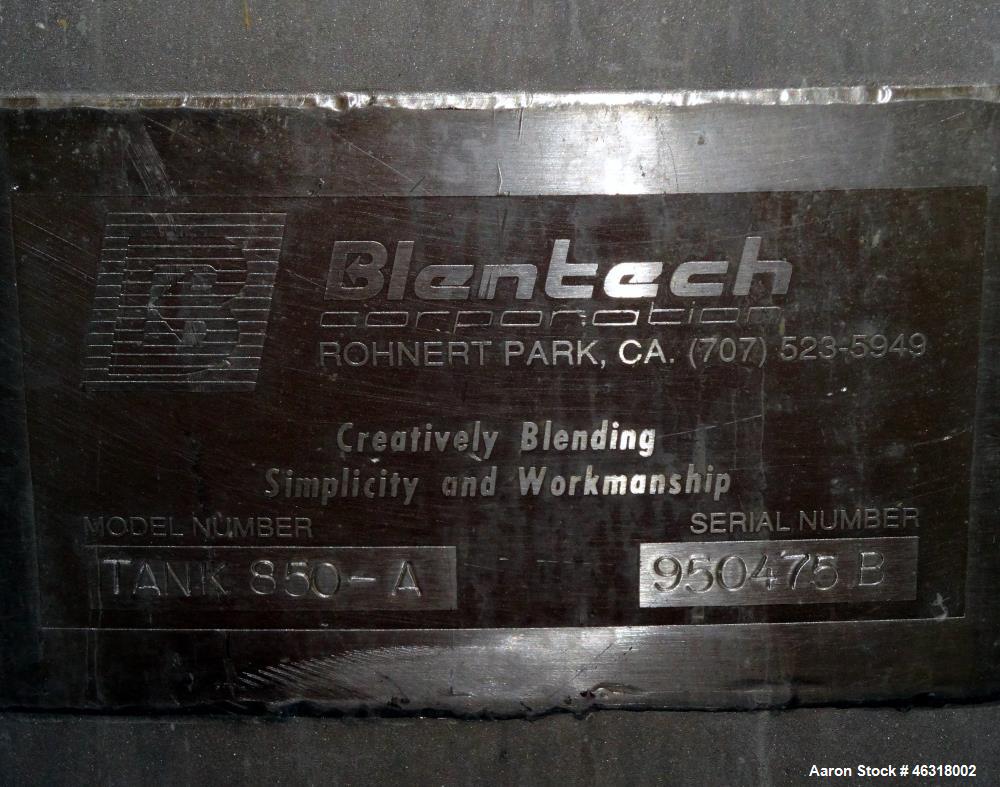 BC
Blentech
corporation
ROHNERT PARK, CA. (707) 523-5949
Creatively Blending
Simplicity and Workmanship
MODEL NUMBER
TANK 850-A
SERIAL NUMBER
950475 B
Aaron Stock # 46318002